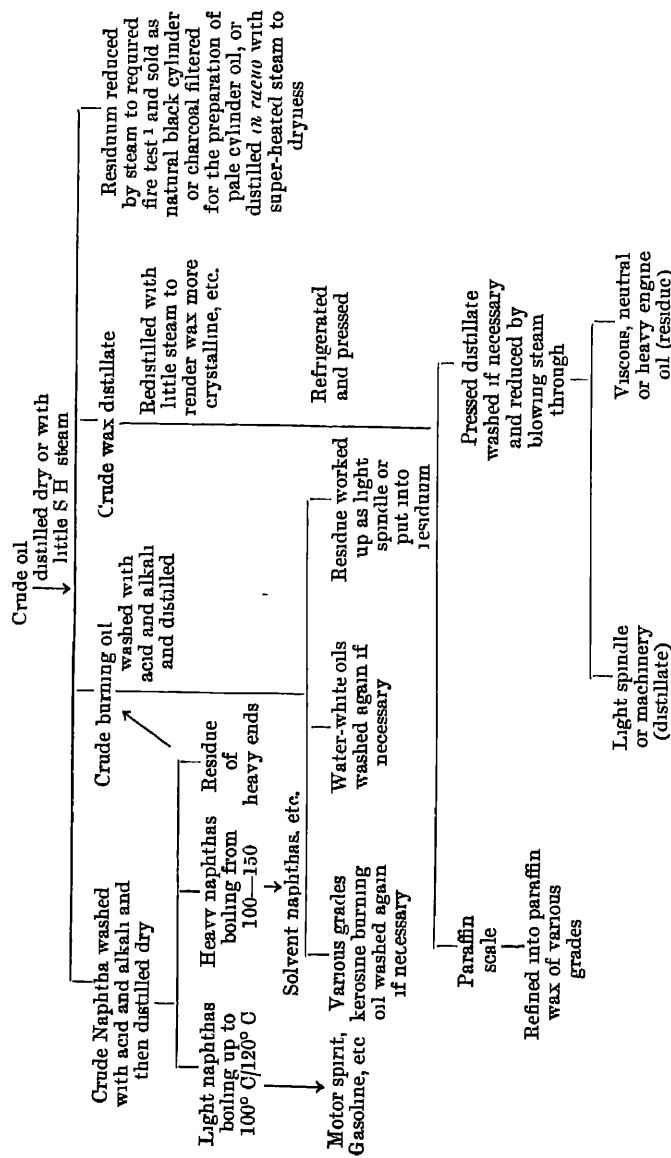 Crude oil
distilled dry or with
little S H steam
Crude Naphtha washed
with acid and alkali and
then distilled dry
Crude burning oil
washed with
acid and alkali
and distilled
Crude wax distillate
Redistilled with
little steam to
render wax more
crystalline, etc.
Refrigerated
and pressed
Residuum reduced
by steam to required
fire test ¹ and sold as
natural black cylinder
or charcoal filtered
for the preparation of
pale cylinder oil, or
distilled in vacuo with
super-heated steam to
dryness
Light naphthas
boiling up to
100° C/120° C
Heavy naphthas
boiling from
100—150
Residue
of
heavy ends
Motor spirit,
Gasoline, etc
Solvent naphthas, etc.
Various grades
kerosine burning
oil washed again
if necessary
Water-white oils
washed again if
necessary
Residue worked
up as light
spindle or
put into
residuum
Paraffin
scale
Refined into paraffin
wax of various
grades
Pressed distillate
washed if necessary
and reduced by
blowing steam
through
Light spindle
or machinery
(distillate)
Viscous, neutral
or heavy engine
oil (residue)